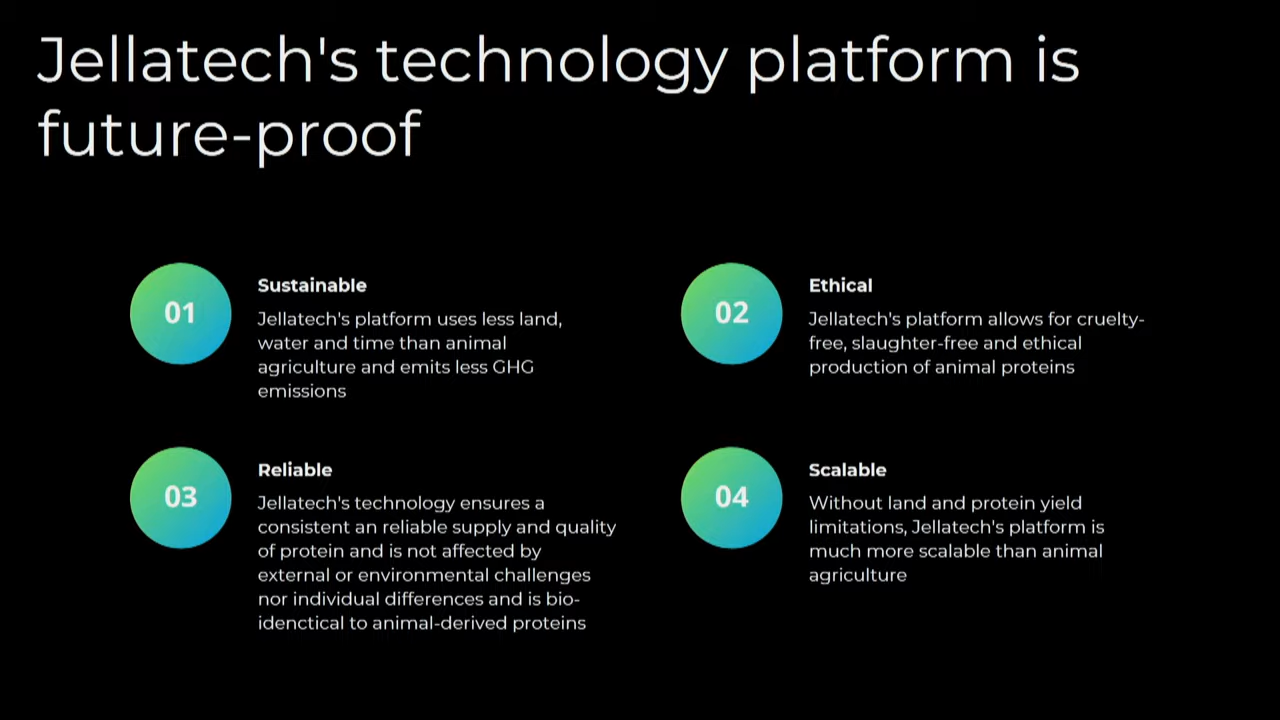 Jellatech's technology platform is
future-proof
01
Sustainable
Jellatech's platform uses less land,
water and time than animal
agriculture and emits less GHG
emissions
02
Ethical
Jellatech's platform allows for cruelty-
free, slaughter-free and ethical
production of animal proteins
03
Reliable
Jellatech's technology ensures a
consistent an reliable supply and quality
of protein and is not affected by
external or environmental challenges
nor individual differences and is bio-
idenctical to animal-derived proteins
04
Scalable
Without land and protein yield
limitations, Jellatech's platform is
much more scalable than animal
agriculture